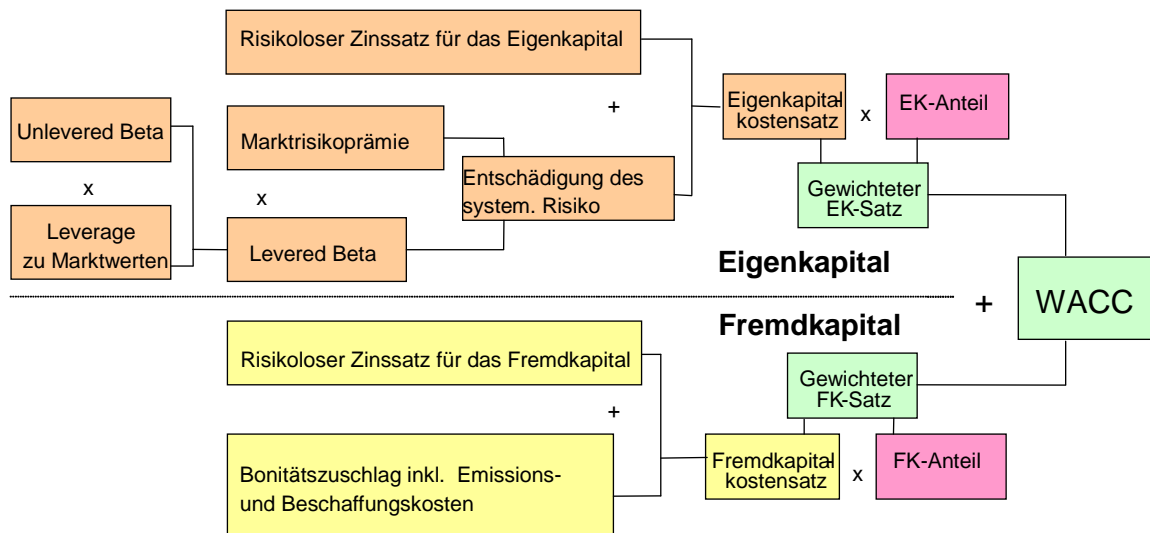 Risikoloser Zinssatz für das Eigenkapital
+
Unlevered Beta
x
Leverage
zu Marktwerten
Marktrisikoprämie
x
Levered Beta
Entschädigung des
system. Risiko
Eigenkapital-
kostensatz
x
EK-Anteil
Gewichteter
EK-Satz
Eigenkapital
+
WACC
Fremdkapital
Risikoloser Zinssatz für das Fremdkapital
+
Bonitätszuschlag inkl. Emissions-
und Beschaffungskosten
Gewichteter
FK-Satz
Fremdkapital-
kostensatz
x
FK-Anteil